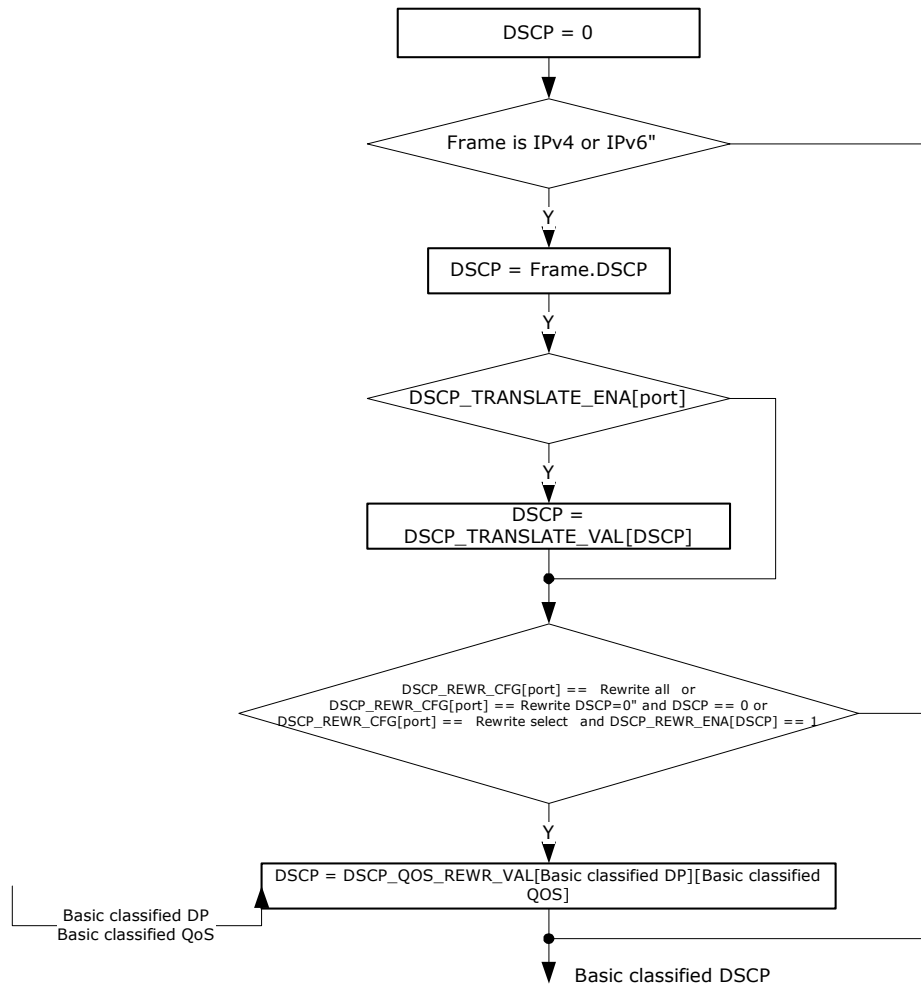 DSCP = 0
Frame is IPv4 or IPv6"
Y
DSCP = Frame.DSCP
Y
DSCP_TRANSLATE_ENA[port]
Y
DSCP =
DSCP_TRANSLATE_VAL[DSCP]
DSCP_REWR_CFG[port] == Rewrite all or
DSCP_REWR_CFG[port] == Rewrite DSCP=0" and DSCP == 0 or
DSCP_REWR_CFG[port] == Rewrite select and DSCP_REWR_ENA[DSCP] == 1
Y
DSCP = DSCP_QOS_REWR_VAL[Basic classified DP][Basic classified
QOS]
Basic classified DP
Basic classified QoS
Basic classified DSCP